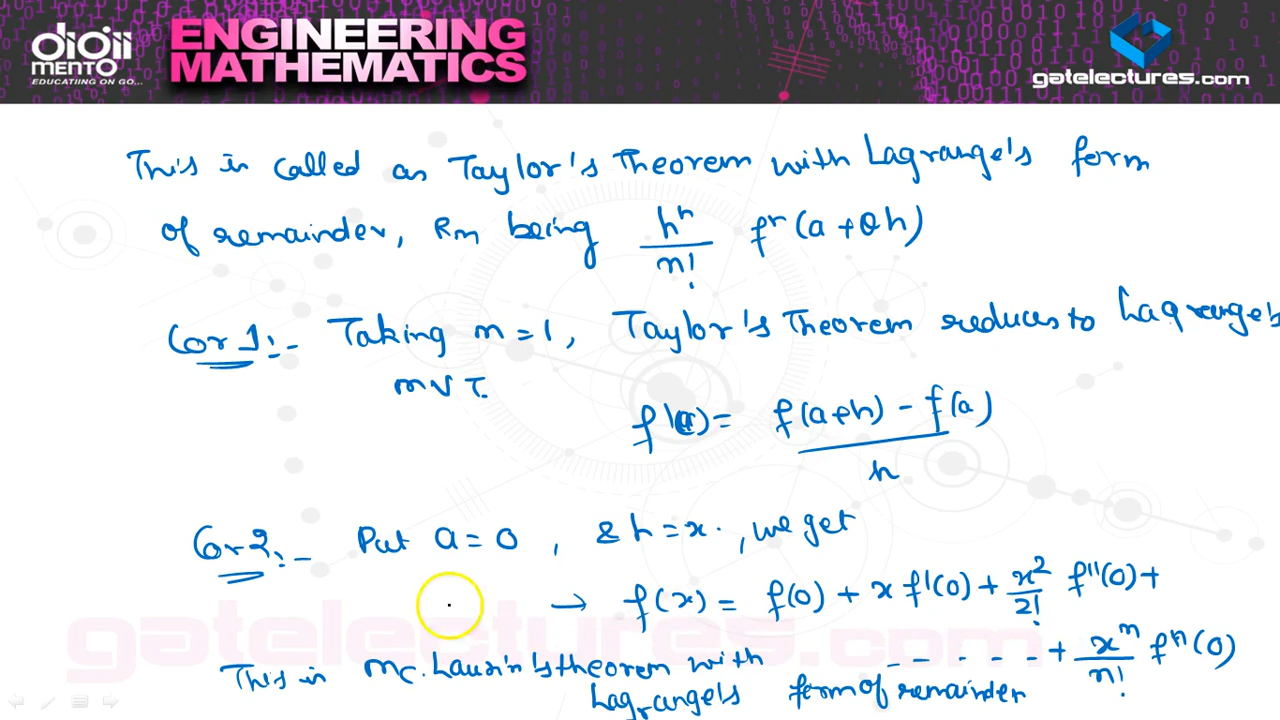 digii
MENTO
EDUCATIING ON GO...
ENGINEERING
MATHEMATICS
gatelectures.com
This is called as Taylor's Theorem with Lagrange's form
of remainder, Rn being h^n/n! f^n (a + θh)
Cor 1:- Taking n = 1, Taylor's Theorem reduces to Lagrange's
MVT.
f'(a) = f(a+h) - f(a) / h
Cor 2:- Put a = 0, & h = x, we get
→ f(x) = f(0) + x f'(0) + x^2/2! f''(0) +
------ + x^n/n! f^n (0)
This is Mc.Laurin's theorem with
Lagrange's form of remainder
gatelectures.com